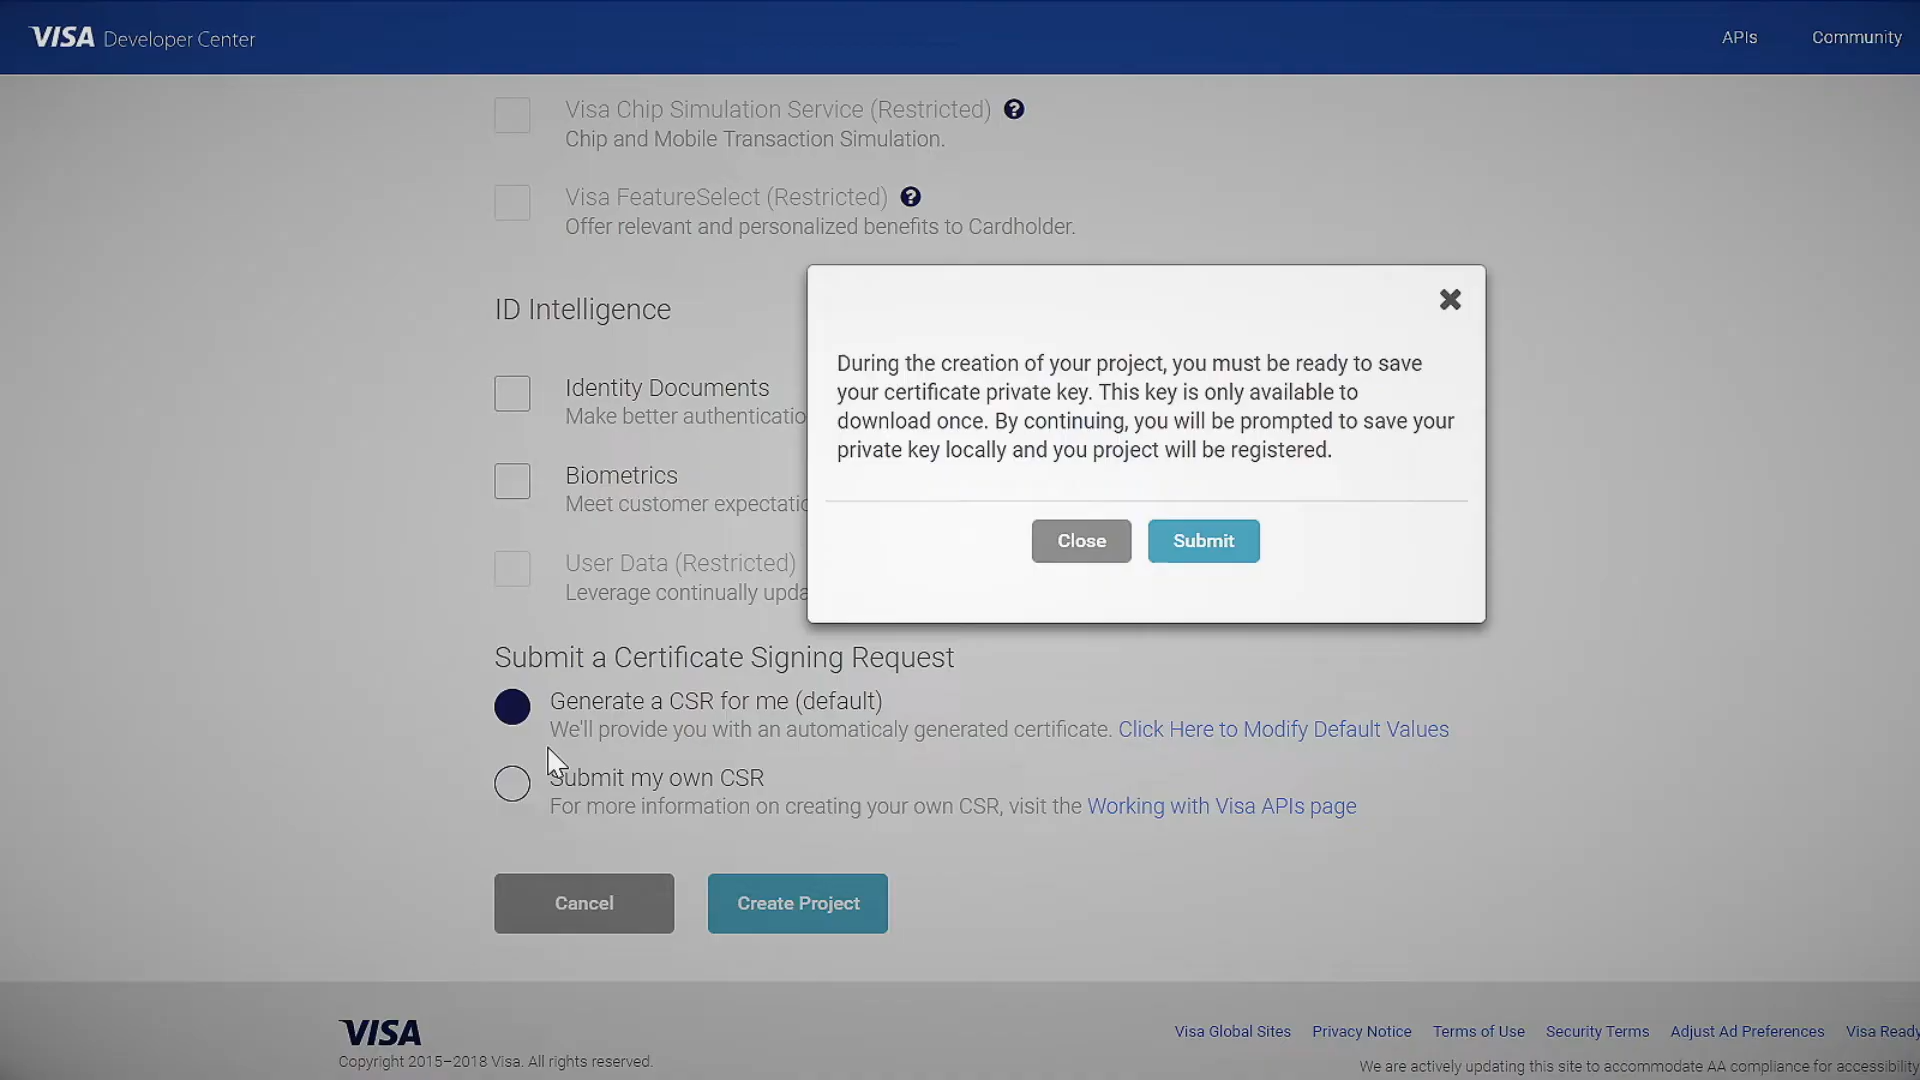 VISA Developer Center
APIs
Community
Visa Chip Simulation Service (Restricted) ?
Chip and Mobile Transaction Simulation.
Visa FeatureSelect (Restricted) ?
Offer relevant and personalized benefits to Cardholder.
ID Intelligence
Identity Documents
Make better authenticatio
Biometrics
Meet customer expectatio
User Data (Restricted)
Leverage continually upda
During the creation of your project, you must be ready to save
your certificate private key. This key is only available to
download once. By continuing, you will be prompted to save your
private key locally and you project will be registered.
Close
Submit
Submit a Certificate Signing Request
Generate a CSR for me (default)
We'll provide you with an automaticaly generated certificate. Click Here to Modify Default Values
Submit my own CSR
For more information on creating your own CSR, visit the Working with Visa APIs page
Cancel
Create Project
VISA
Copyright 2015–2018 Visa. All rights reserved.
Visa Global Sites
Privacy Notice
Terms of Use
Security Terms
Adjust Ad Preferences
Visa Ready
We are actively updating this site to accommodate AA compliance for accessibility